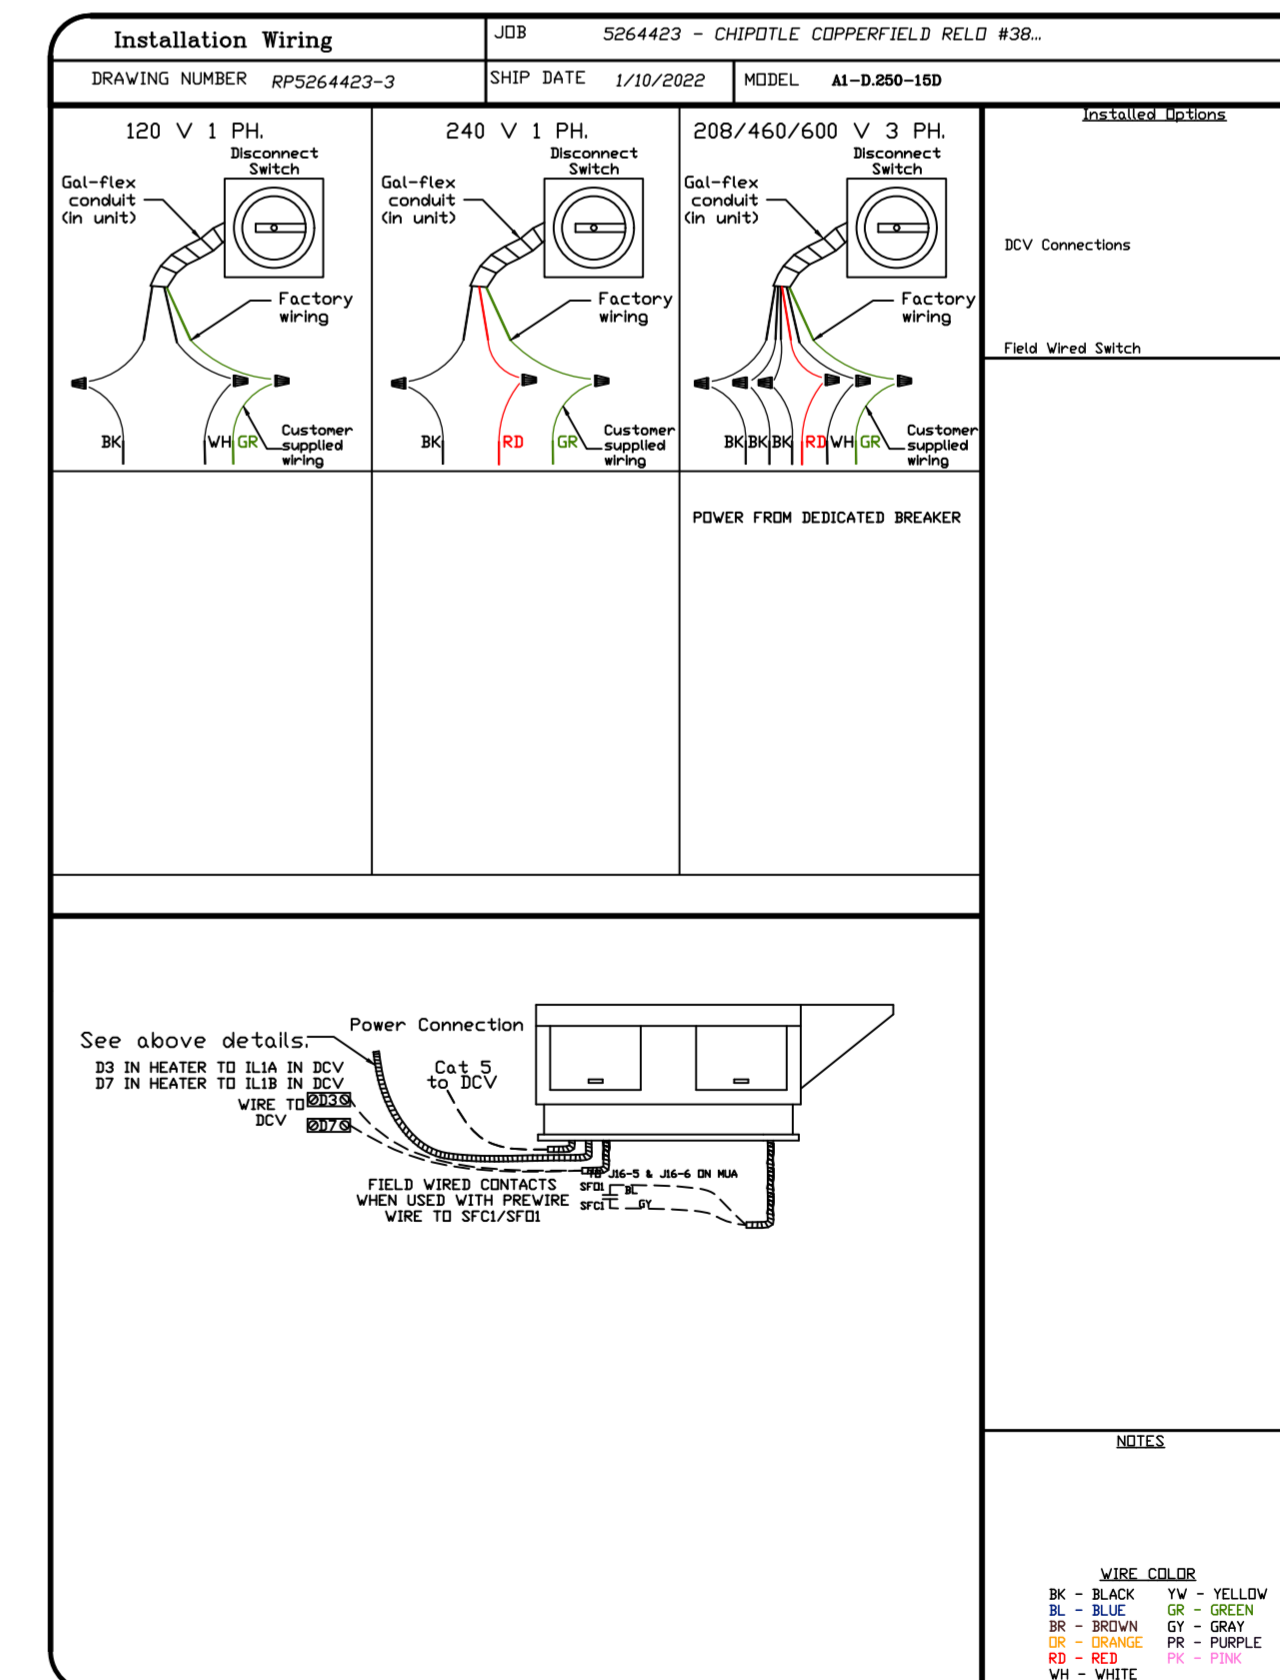 Installation Wiring
JOB 5264423 - CHIPOTLE COPPERFIELD RELO #38...
DRAWING NUMBER RP5264423-3
SHIP DATE 1/10/2022
MODEL A1-D.250-15D
120 V 1 PH.
Disconnect
Switch
Gal-flex
conduit
(in unit)
Factory
wiring
BK
WH
GR
Customer
supplied
wiring
240 V 1 PH.
Disconnect
Switch
Gal-flex
conduit
(in unit)
Factory
wiring
BK
RD
GR
Customer
supplied
wiring
208/460/600 V 3 PH.
Disconnect
Switch
Gal-flex
conduit
(in unit)
Factory
wiring
BK
BK
BK
RD
WH
GR
Customer
supplied
wiring
POWER FROM DEDICATED BREAKER
Installed Options
DCV Connections
Field Wired Switch
See above details.
Power Connection
D3 IN HEATER TO IL1A IN DCV
D7 IN HEATER TO IL1B IN DCV
WIRE TO
DCV
D3
D7
Cat 5
to DCV
TO J16-5 & J16-6 ON MUA
FIELD WIRED CONTACTS
WHEN USED WITH PREWIRE
WIRE TO SFC1/SFO1
SFO1
BL
SFC1
GY
NOTES
WIRE COLOR
BK - BLACK YW - YELLOW
BL - BLUE GR - GREEN
BR - BROWN GY - GRAY
OR - ORANGE PR - PURPLE
RD - RED PK - PINK
WH - WHITE